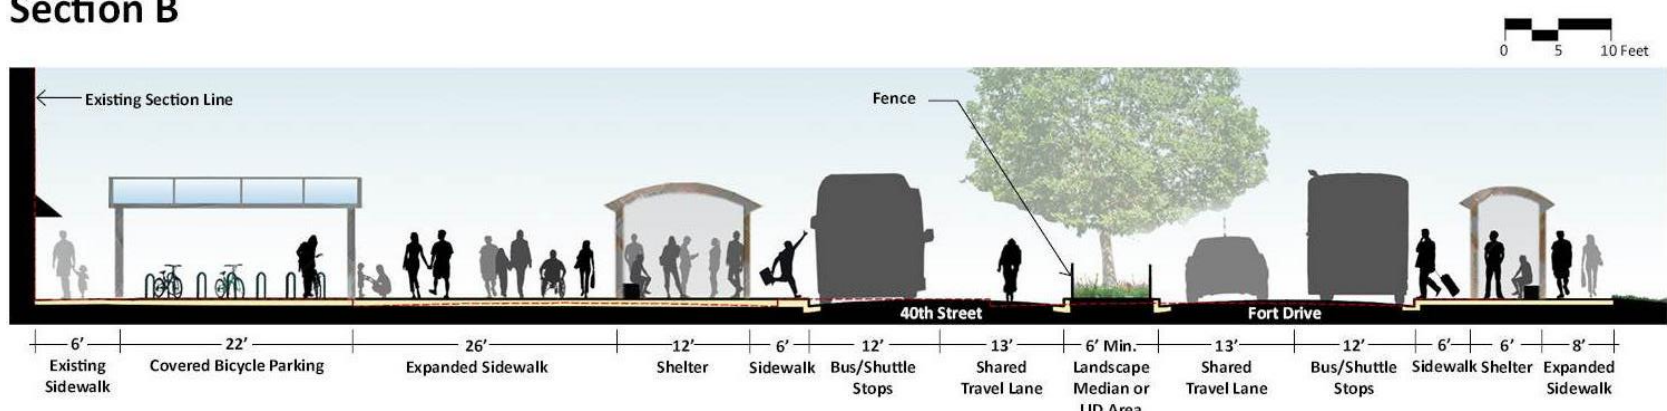 Section B
0 5 10 Feet
Existing Section Line
Fence
40th Street
Fort Drive
6’ 22’ 26’ 12’ 6’ 12’ 13’ 6’ Min. 13’ 12’ 6’ 6’ 8’
Existing Sidewalk
Covered Bicycle Parking
Expanded Sidewalk
Shelter
Sidewalk
Bus/Shuttle
Stops
Shared
Travel Lane
Landscape
Median or
LID Area
Shared
Travel Lane
Bus/Shuttle
Stops
Sidewalk
Shelter
Expanded
Sidewalk